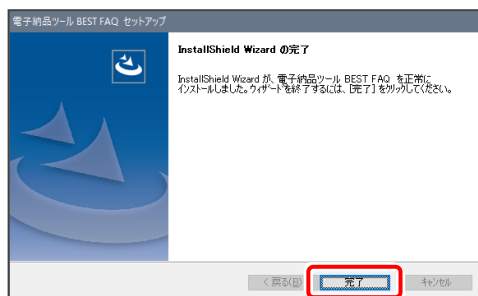 電子納品ツール BEST FAQ セットアップ
InstallShield Wizard の完了
InstallShield Wizard が、電子納品ツール BEST FAQ を正常に
インストールしました。ウィザードを終了するには、[完了] をクリックしてください。
< 戻る(B)
完了
キャンセル